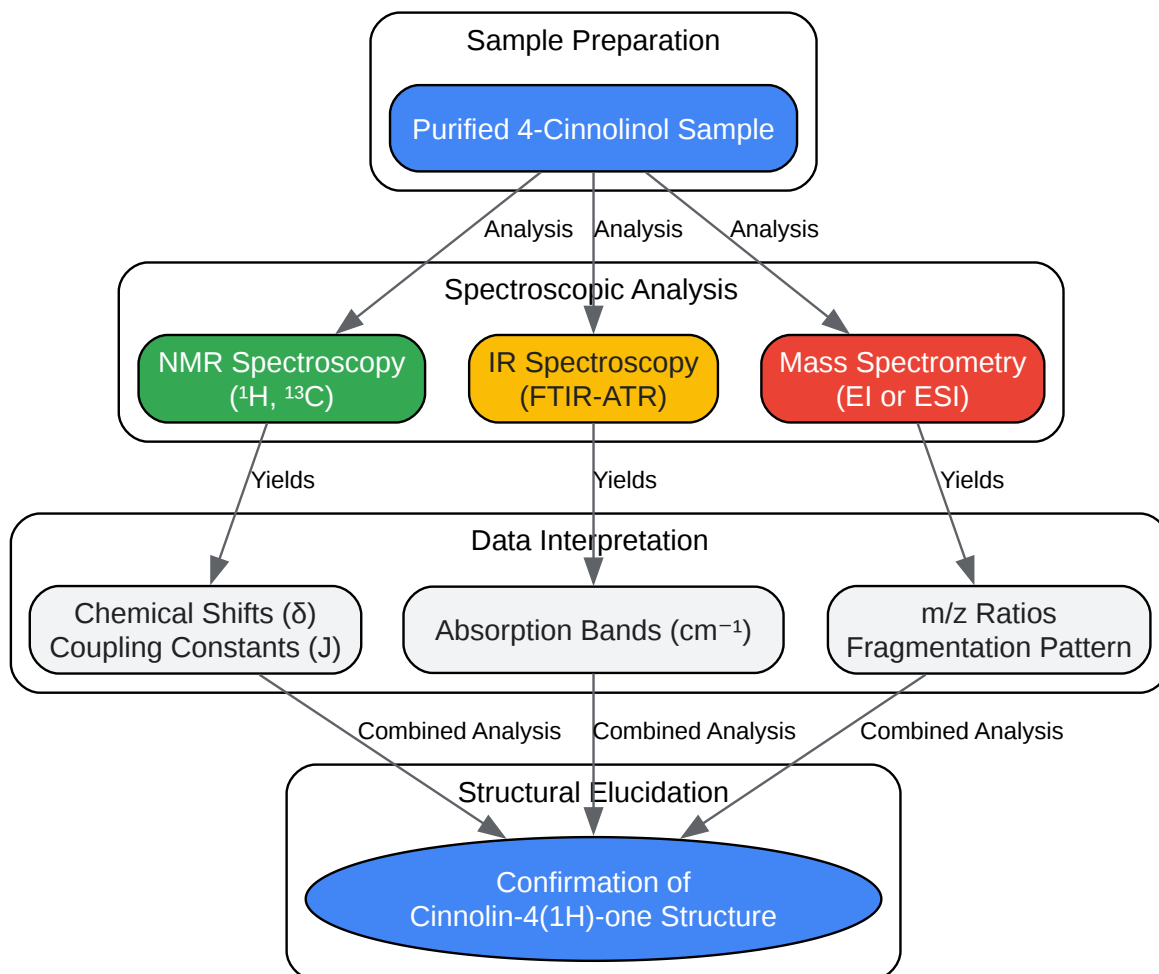 Sample Preparation
Purified 4-Cinnolinol Sample
Analysis
Analysis
Analysis
Spectroscopic Analysis
NMR Spectroscopy
(¹H, ¹³C)
IR Spectroscopy
(FTIR-ATR)
Mass Spectrometry
(EI or ESI)
Yields
Yields
Yields
Data Interpretation
Chemical Shifts (δ)
Coupling Constants (J)
Absorption Bands (cm⁻¹)
m/z Ratios
Fragmentation Pattern
Combined Analysis
Combined Analysis
Combined Analysis
Structural Elucidation
Confirmation of
Cinnolin-4(1H)-one Structure